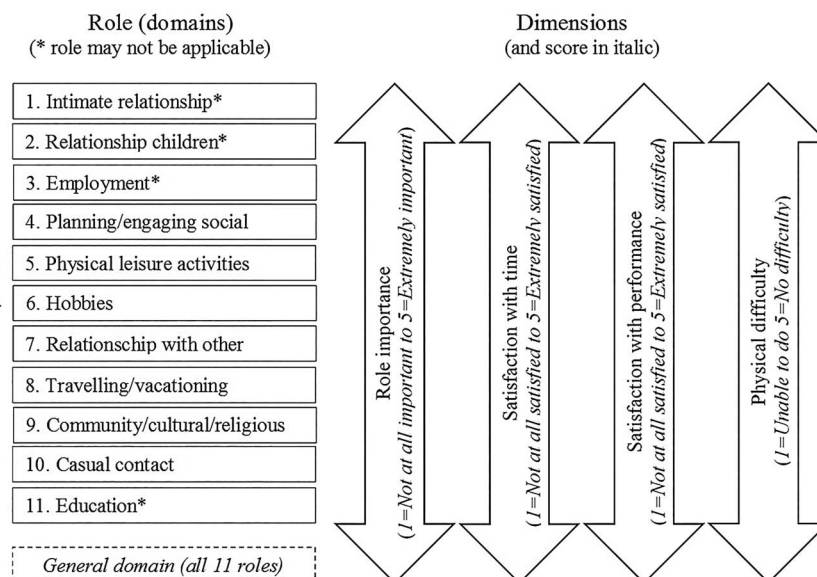 Role (domains)
(* role may not be applicable)
Dimensions
(and score in italic)
1. Intimate relationship*
2. Relationship children*
3. Employment*
4. Planning/engaging social
5. Physical leisure activities
6. Hobbies
7. Relationschip with other
8. Travelling/vacationing
9. Community/cultural/religious
10. Casual contact
11. Education*
General domain (all 11 roles)
Role importance
(1=Not at all important to 5=Extremely important)
Satisfaction with time
(1=Not at all satisfied to 5=Extremely satisfied)
Satisfaction with performance
(1=Not at all satisfied to 5=Extremely satisfied)
Physical difficulty
(1=Unable to do 5=No difficulty)